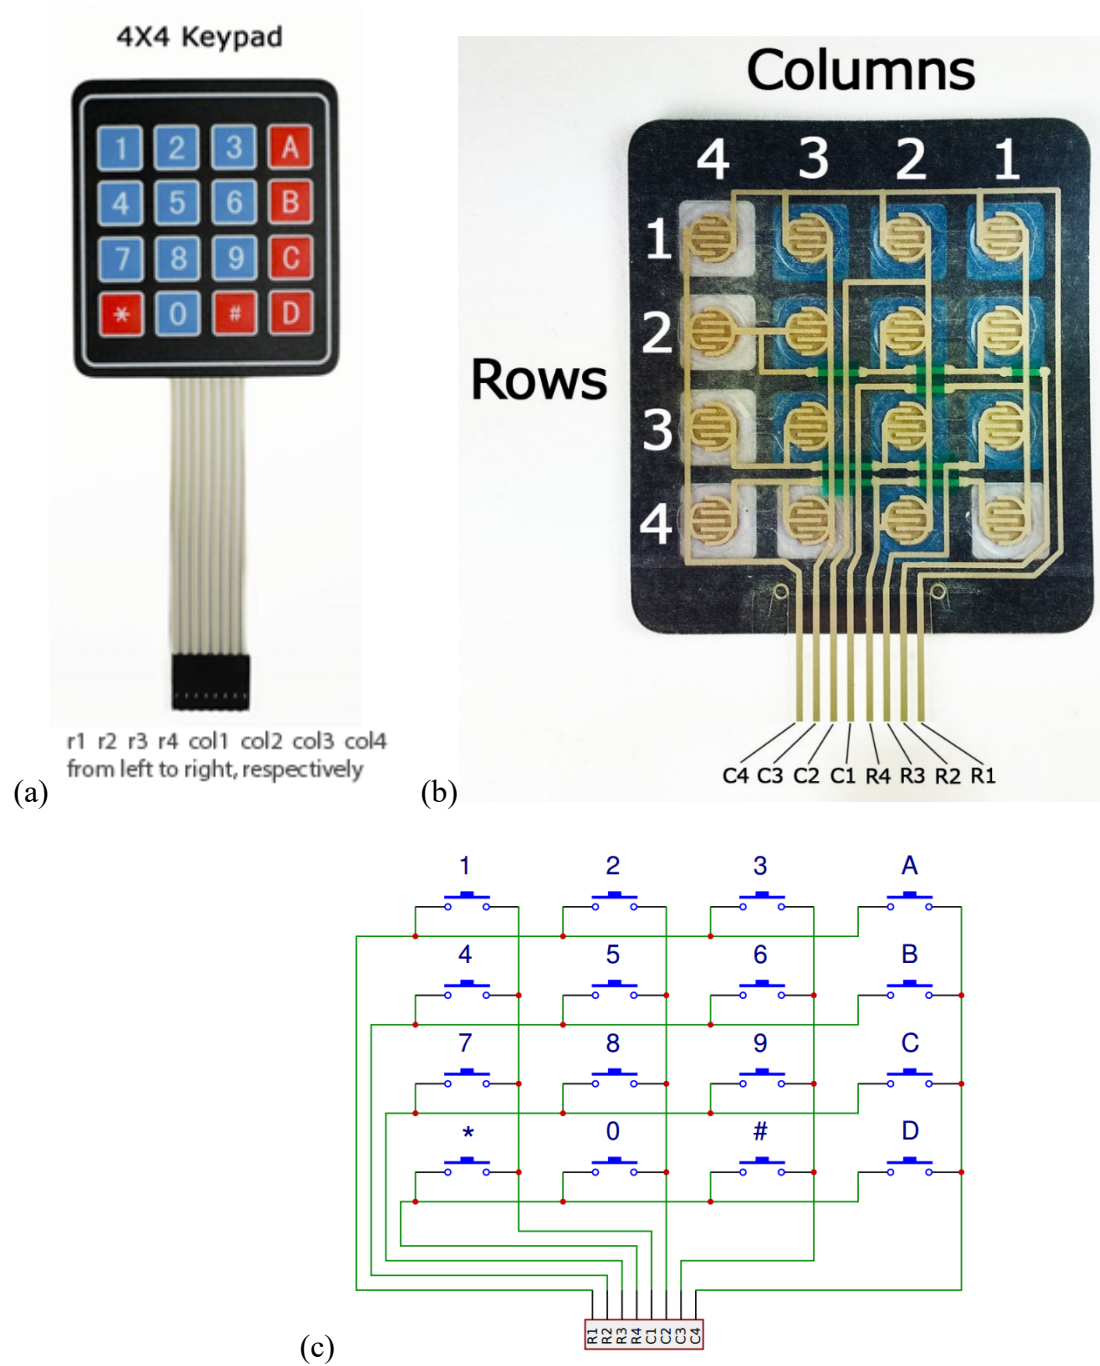 4X4 Keypad
1 2 3 A
4 5 6 B
7 8 9 C
* 0 # D
r1 r2 r3 r4 col1 col2 col3 col4
from left to right, respectively
(a)
Columns
4 3 2 1
1
2
Rows
3
4
C4 C3 C2 C1 R4 R3 R2 R1
(b)
1 2 3 A
4 5 6 B
7 8 9 C
* 0 # D
R1 R2 R3 R4 C1 C2 C3 C4
(c)